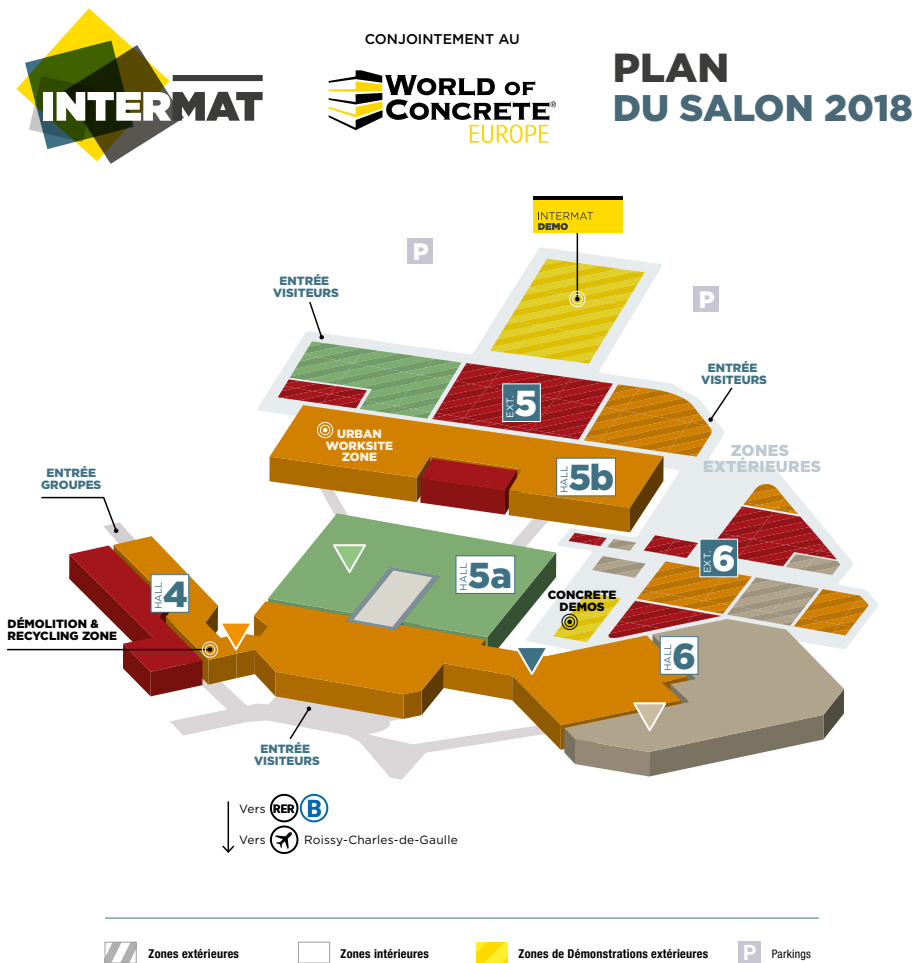 CONJOINTEMENT AU
INTERMAT
WORLD OF
CONCRETE®
EUROPE
PLAN
DU SALON 2018
INTERMAT
DEMO
P
P
ENTRÉE
VISITEURS
ENTRÉE
VISITEURS
EXT. 5
URBAN
WORKSITE
ZONE
HALL 5b
ZONES
EXTÉRIEURES
ENTRÉE
GROUPES
HALL 4
HALL 5a
EXT. 6
CONCRETE
DEMOS
DÉMOLITION &
RECYCLING ZONE
HALL 6
ENTRÉE
VISITEURS
Vers RER B
Vers Roissy-Charles-de-Gaulle
Zones extérieures
Zones intérieures
Zones de Démonstrations extérieures
P Parkings